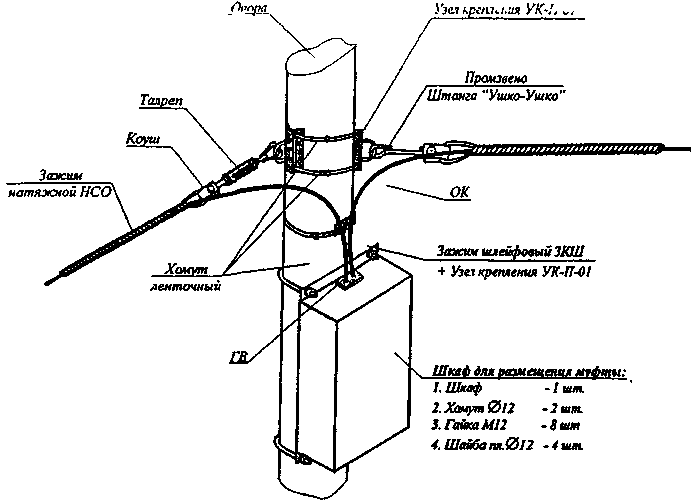 Опора
Узел крепления УК-П-01
Промзвено
Штанга "Ушко-Ушко"
Талреп
Коуш
Зажим
натяжной НСО
ОК
Хомут
ленточный
Зажим шлейфовый ЗКШ
+ Узел крепления УК-П-01
ГВ
Шкаф для размещения муфты:
1. Шкаф - 1 шт.
2. Хомут ∅12 - 2 шт.
3. Гайка М12 - 8 шт
4. Шайба пл.∅12 - 4 шт.